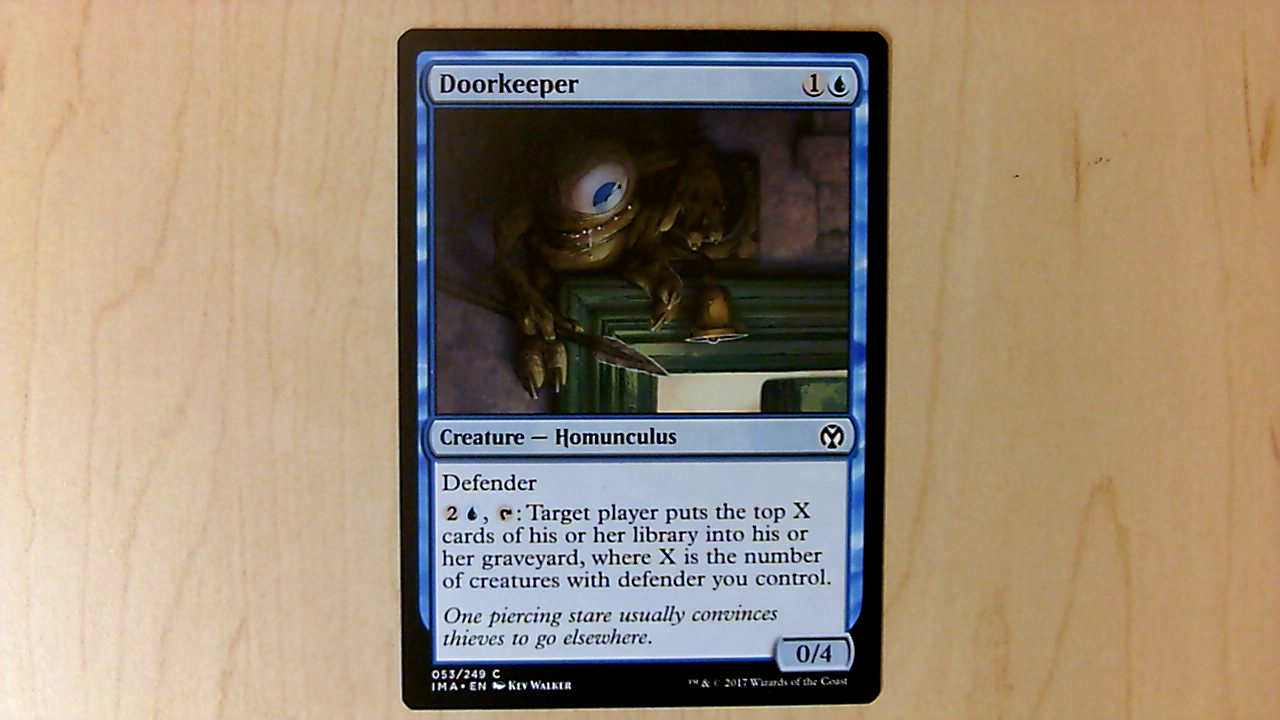 Doorkeeper 1
Creature — Homunculus
Defender
2 , : Target player puts the top X
cards of his or her library into his or
her graveyard, where X is the number
of creatures with defender you control.
One piercing stare usually convinces
thieves to go elsewhere.
0/4
053/249 C
IMA • EN Kev Walker
™ & © 2017 Wizards of the Coast